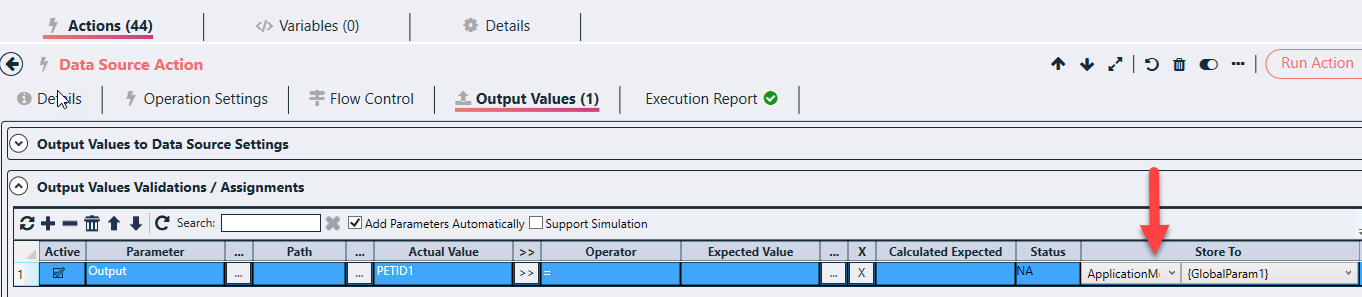 Actions (44) Variables (0) Details
Data Source Action Run Action
Details Operation Settings Flow Control Output Values (1) Execution Report
Output Values to Data Source Settings
Output Values Validations / Assignments
Search: Add Parameters Automatically Support Simulation
Active Parameter ... Path ... Actual Value >> Operator Expected Value ... X Calculated Expected Status Store To
1 Output ... ... PETID1 >> = ... X NA ApplicationM {GlobalParam1}